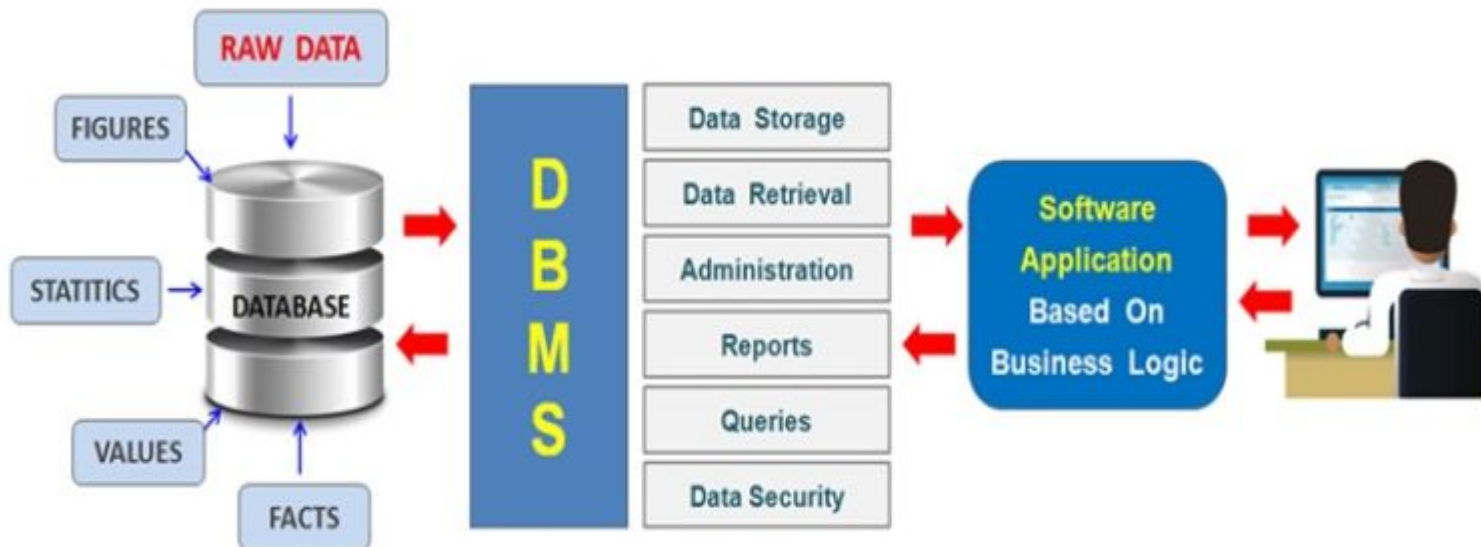 RAW DATA
FIGURES
STATITICS
DATABASE
VALUES
FACTS
D
B
M
S
Data Storage
Data Retrieval
Administration
Reports
Queries
Data Security
Software
Application
Based On
Business Logic